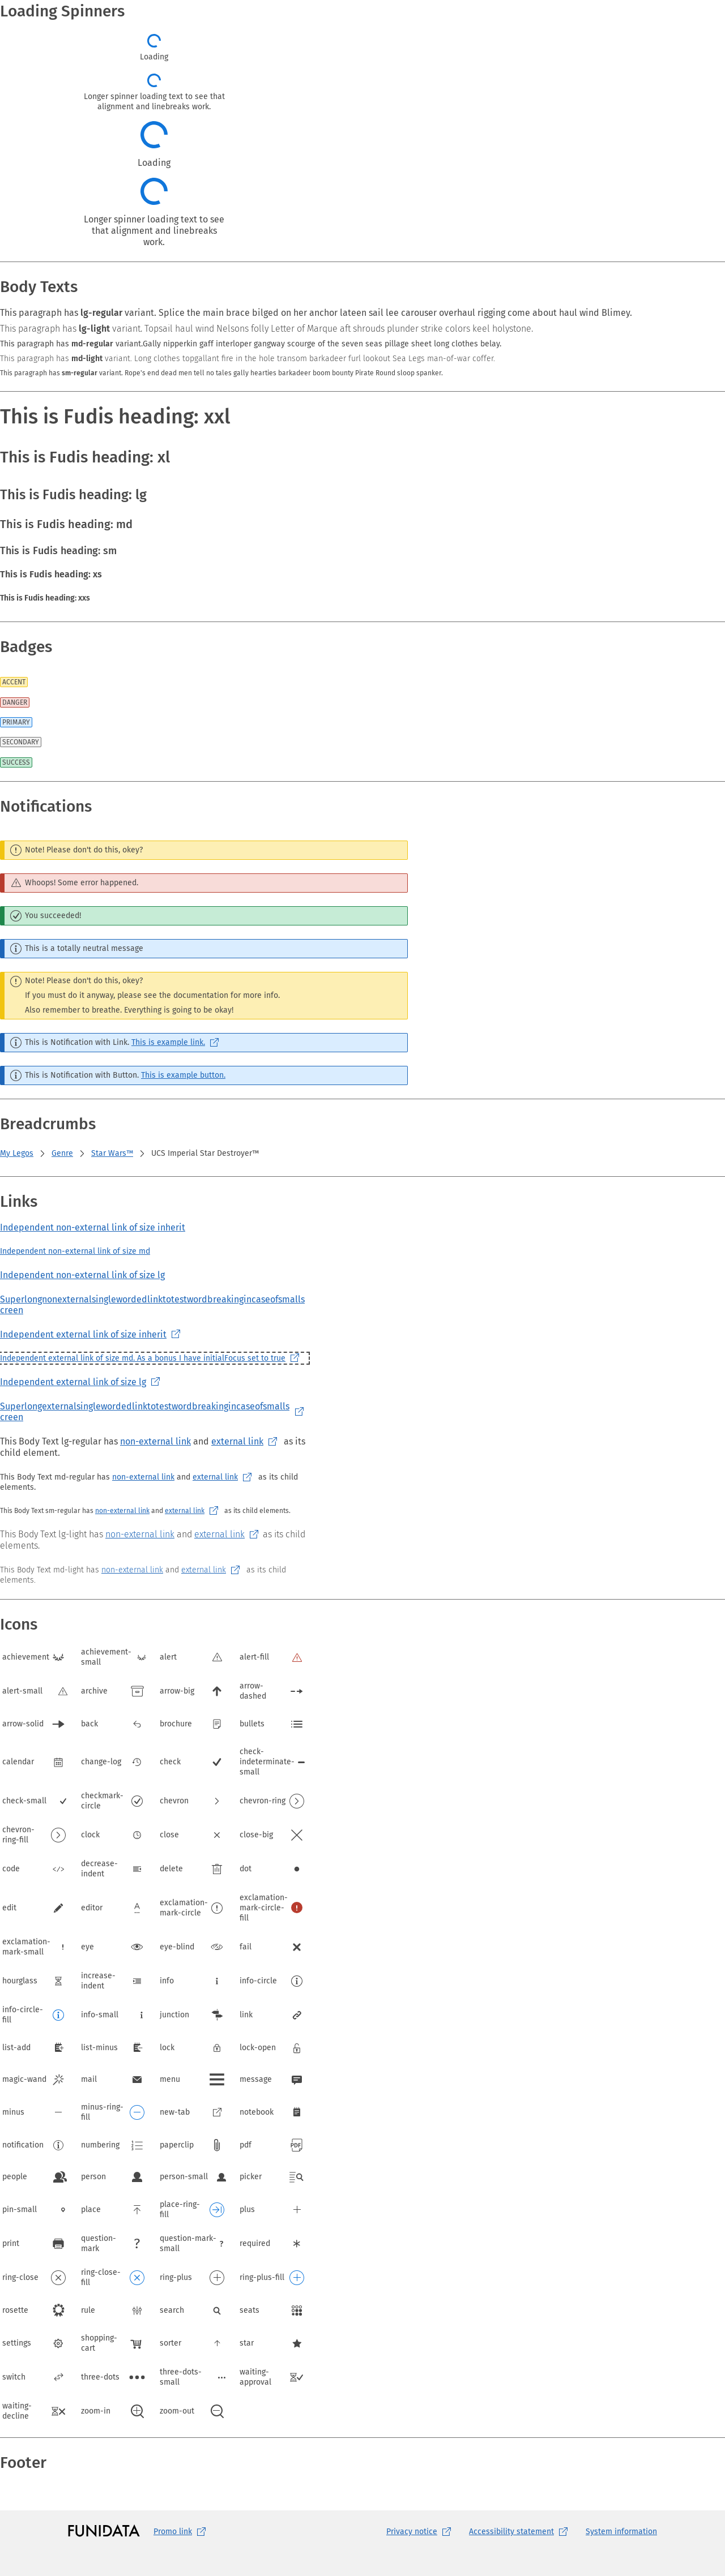 Loading Spinners
Loading
Longer spinner loading text to see that
alignment and linebreaks work.
Loading
Longer spinner loading text to see
that alignment and linebreaks
work.
Body Texts
This paragraph has lg-regular variant. Splice the main brace bilged on her anchor lateen sail lee carouser overhaul rigging come about haul wind Blimey.
This paragraph has lg-light variant. Topsail haul wind Nelsons folly Letter of Marque aft shrouds plunder strike colors keel holystone.
This paragraph has md-regular variant.Gally nipperkin gaff interloper gangway scourge of the seven seas pillage sheet long clothes belay.
This paragraph has md-light variant. Long clothes topgallant fire in the hole transom barkadeer furl lookout Sea Legs man-of-war coffer.
This paragraph has sm-regular variant. Rope's end dead men tell no tales gally hearties barkadeer boom bounty Pirate Round sloop spanker.
This is Fudis heading: xxl
This is Fudis heading: xl
This is Fudis heading: lg
This is Fudis heading: md
This is Fudis heading: sm
This is Fudis heading: xs
This is Fudis heading: xxs
Badges
ACCENT
DANGER
PRIMARY
SECONDARY
SUCCESS
Notifications
Note! Please don't do this, okey?
Whoops! Some error happened.
You succeeded!
This is a totally neutral message
Note! Please don't do this, okey?
If you must do it anyway, please see the documentation for more info.
Also remember to breathe. Everything is going to be okay!
This is Notification with Link. This is example link.
This is Notification with Button. This is example button.
Breadcrumbs
My Legos Genre Star Wars™ UCS Imperial Star Destroyer™
Links
Independent non-external link of size inherit
Independent non-external link of size md
Independent non-external link of size lg
Superlongnonexternalsinglewordedlinktotestwordbreakingincaseofsmalls
creen
Independent external link of size inherit
Independent external link of size md. As a bonus I have initialFocus set to true
Independent external link of size lg
Superlongexternalsinglewordedlinktotestwordbreakingincaseofsmalls
creen
This Body Text lg-regular has non-external link and external link as its
child element.
This Body Text md-regular has non-external link and external link as its child
elements.
This Body Text sm-regular has non-external link and external link as its child elements.
This Body Text lg-light has non-external link and external link as its child
elements.
This Body Text md-light has non-external link and external link as its child
elements.
Icons
achievement
achievement-
small
alert
alert-fill
alert-small
archive
arrow-big
arrow-
dashed
arrow-solid
back
brochure
bullets
calendar
change-log
check
check-
indeterminate-
small
check-small
checkmark-
circle
chevron
chevron-ring
chevron-
ring-fill
clock
close
close-big
code
decrease-
indent
delete
dot
edit
editor
exclamation-
mark-circle
exclamation-
mark-circle-
fill
exclamation-
mark-small
eye
eye-blind
fail
hourglass
increase-
indent
info
info-circle
info-circle-
fill
info-small
junction
link
list-add
list-minus
lock
lock-open
magic-wand
mail
menu
message
minus
minus-ring-
fill
new-tab
notebook
notification
numbering
paperclip
pdf
PDF
people
person
person-small
picker
pin-small
place
place-ring-
fill
plus
print
question-
mark
question-mark-
small
required
ring-close
ring-close-
fill
ring-plus
ring-plus-fill
rosette
rule
search
seats
settings
shopping-
cart
sorter
star
switch
three-dots
three-dots-
small
waiting-
approval
waiting-
decline
zoom-in
zoom-out
Footer
FUNIDATA Promo link Privacy notice Accessibility statement System information